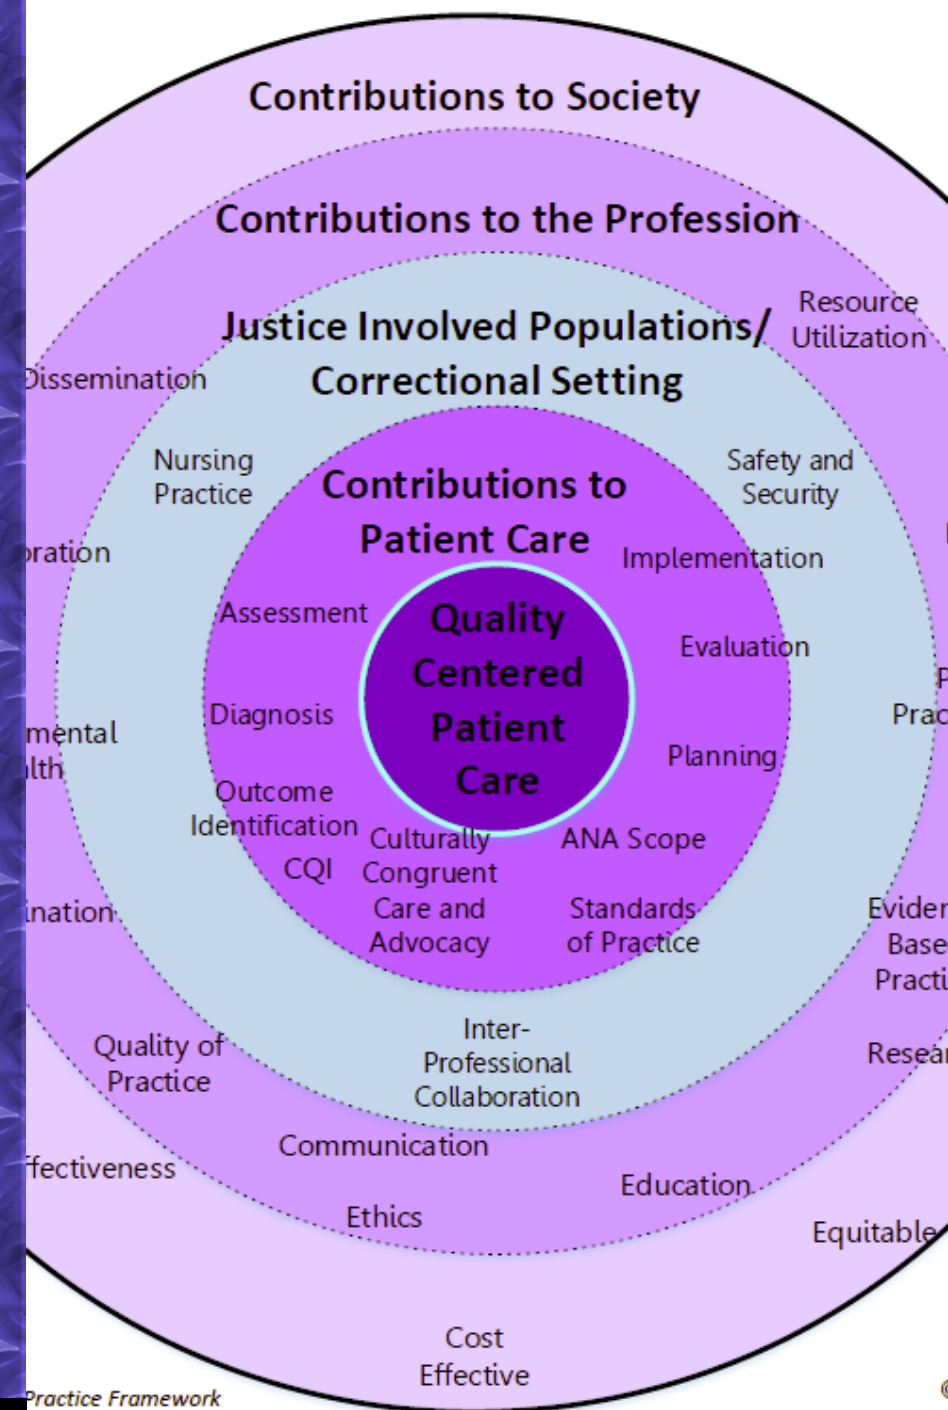 Contributions to Society
Contributions to the Profession
Resource
Utilization
Justice Involved Populations/
Correctional Setting
Dissemination
Nursing
Practice
Safety and
Security
Contributions to
Patient Care
Implementation
Assessment
Quality
Centered
Patient
Care
Evaluation
Diagnosis
Planning
Outcome
Identification
CQI
Culturally
Congruent
Care and
Advocacy
ANA Scope
Standards
of Practice
Inter-
Professional
Collaboration
Quality of
Practice
Communication
Education
Ethics
Equitable
Cost
Effective
Practice Framework